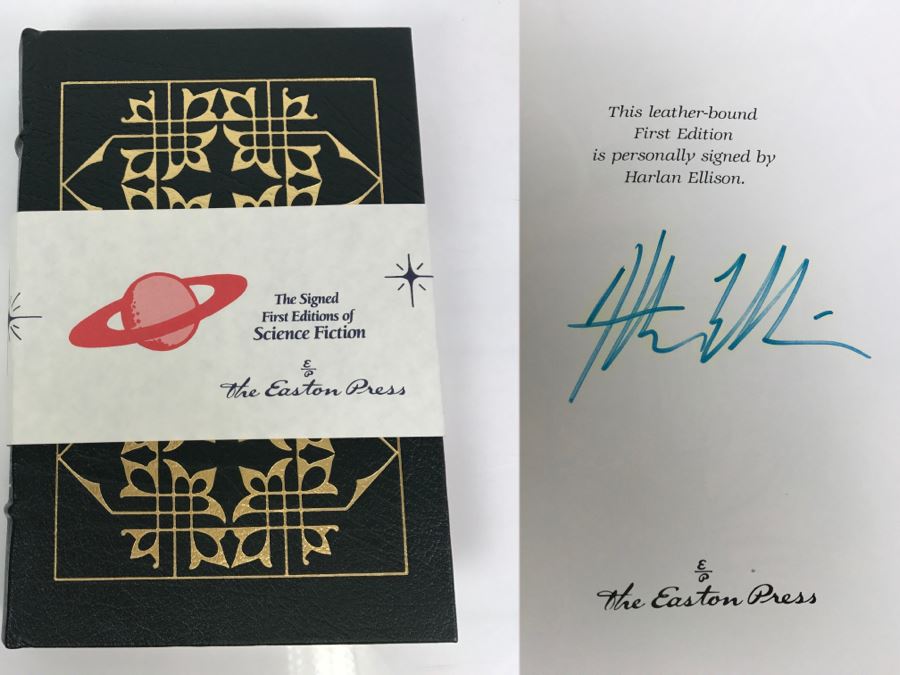 The Signed
First Editions of
Science Fiction
E
P
the Easton Press
This leather-bound
First Edition
is personally signed by
Harlan Ellison.
E
P
the Easton Press